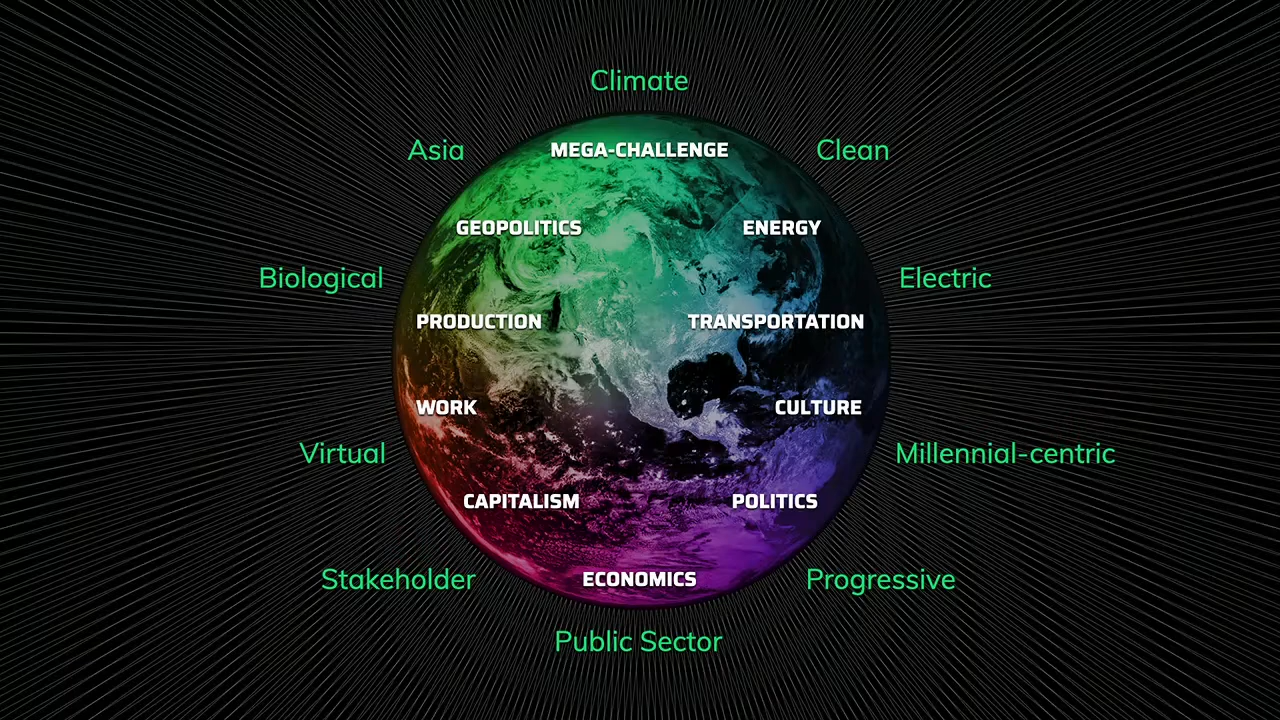 Climate
Asia
MEGA-CHALLENGE
Clean
GEOPOLITICS
ENERGY
Biological
Electric
PRODUCTION
TRANSPORTATION
WORK
CULTURE
Virtual
Millennial-centric
CAPITALISM
POLITICS
Stakeholder
ECONOMICS
Progressive
Public Sector